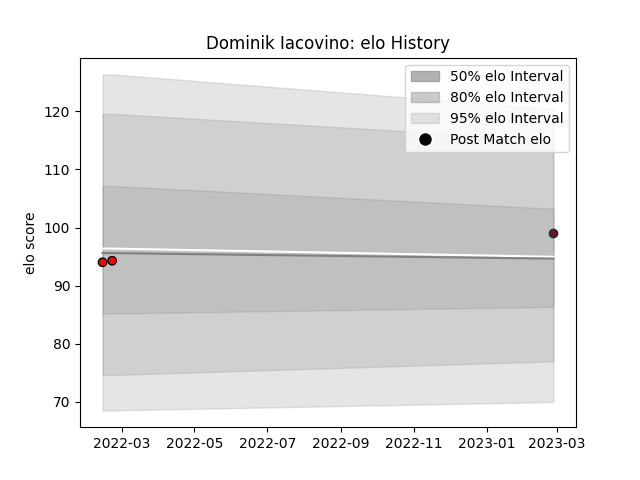 Dominik Iacovino: elo History
50% elo Interval
80% elo Interval
95% elo Interval
Post Match elo
elo score
120
110
100
90
80
70
2022-03 2022-05 2022-07 2022-09 2022-11 2023-01 2023-03